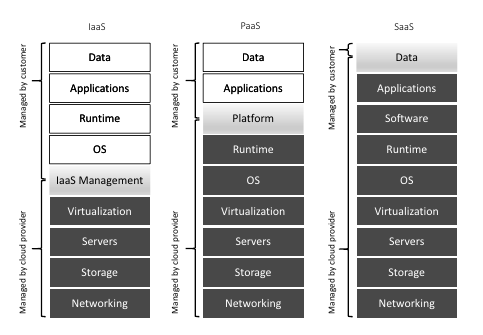 IaaS
Managed by customer
Managed by cloud provider
Data
Applications
Runtime
OS
IaaS Management
Virtualization
Servers
Storage
Networking
PaaS
Managed by customer
Managed by cloud provider
Data
Applications
Platform
Runtime
OS
Virtualization
Servers
Storage
Networking
SaaS
Managed by customer
Managed by cloud provider
Data
Applications
Software
Runtime
OS
Virtualization
Servers
Storage
Networking